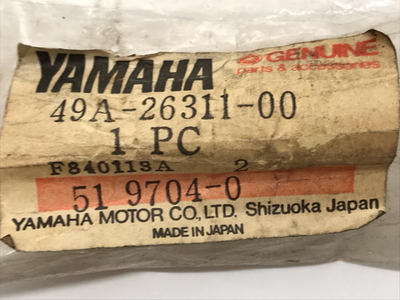 YAMAHA GENUINE
parts & accessories
49A-26311-00
1 PC
F84011SA 2
51 9704-0
YAMAHA MOTOR CO., LTD. Shizuoka Japan
MADE IN JAPAN